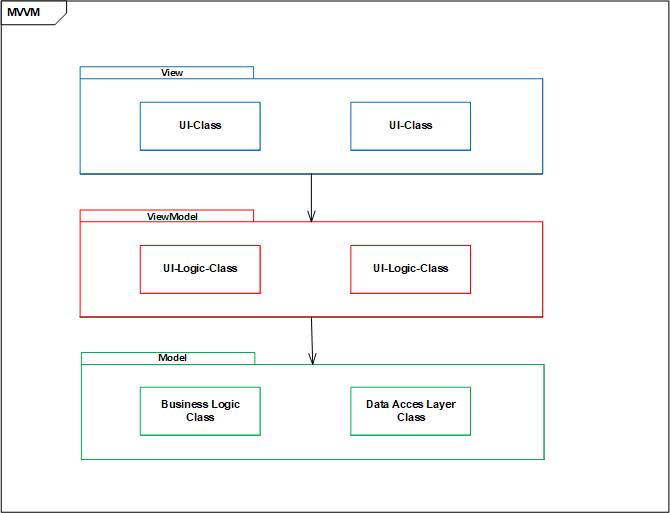 MVVM
View
UI-Class
UI-Class
ViewModel
UI-Logic-Class
UI-Logic-Class
Model
Business Logic
Class
Data Acces Layer
Class